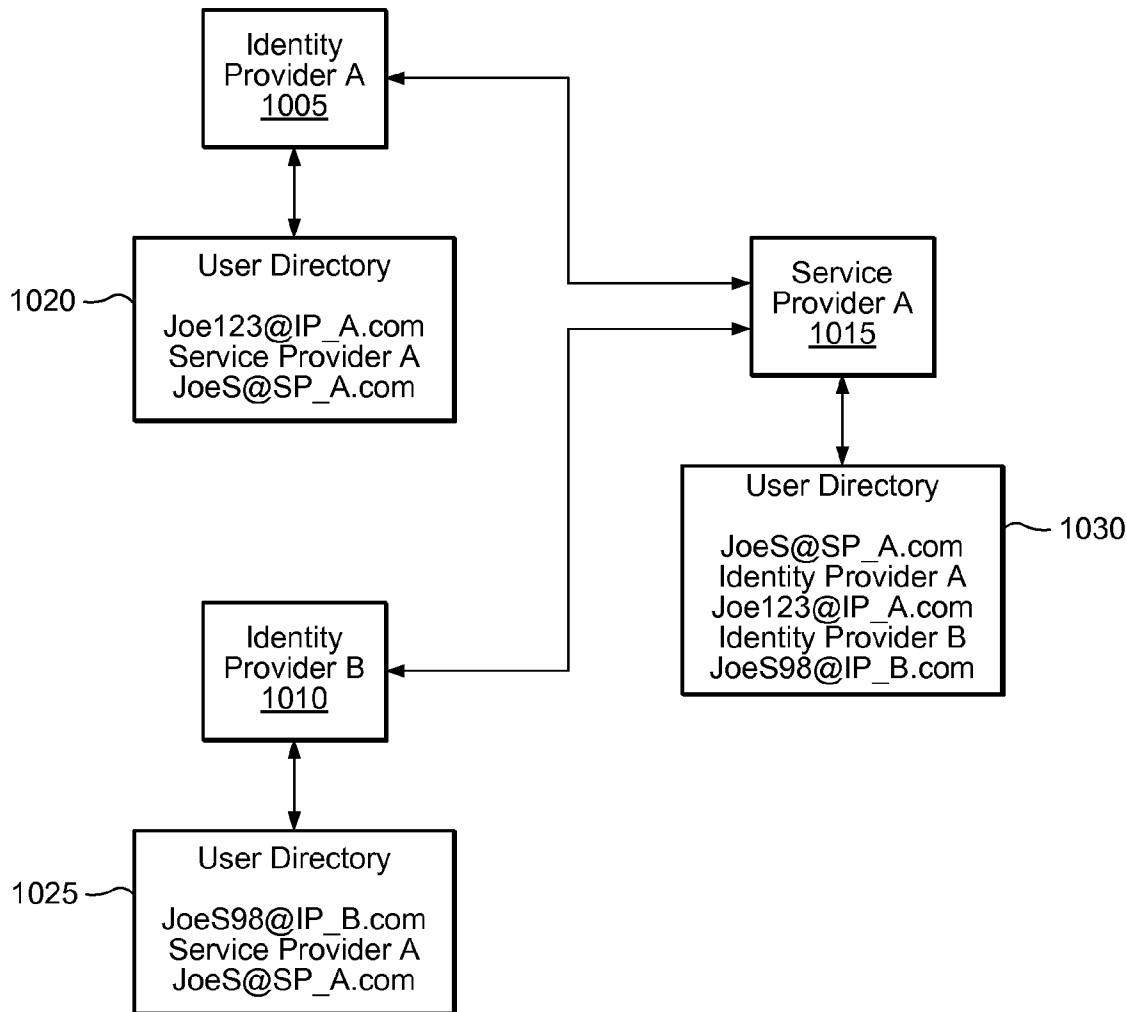 Identity
Provider A
1005
User Directory
1020
Joe123@IP_A.com
Service Provider A
JoeS@SP_A.com
Service
Provider A
1015
User Directory
1030
JoeS@SP_A.com
Identity Provider A
Joe123@IP_A.com
Identity Provider B
JoeS98@IP_B.com
Identity
Provider B
1010
User Directory
1025
JoeS98@IP_B.com
Service Provider A
JoeS@SP_A.com